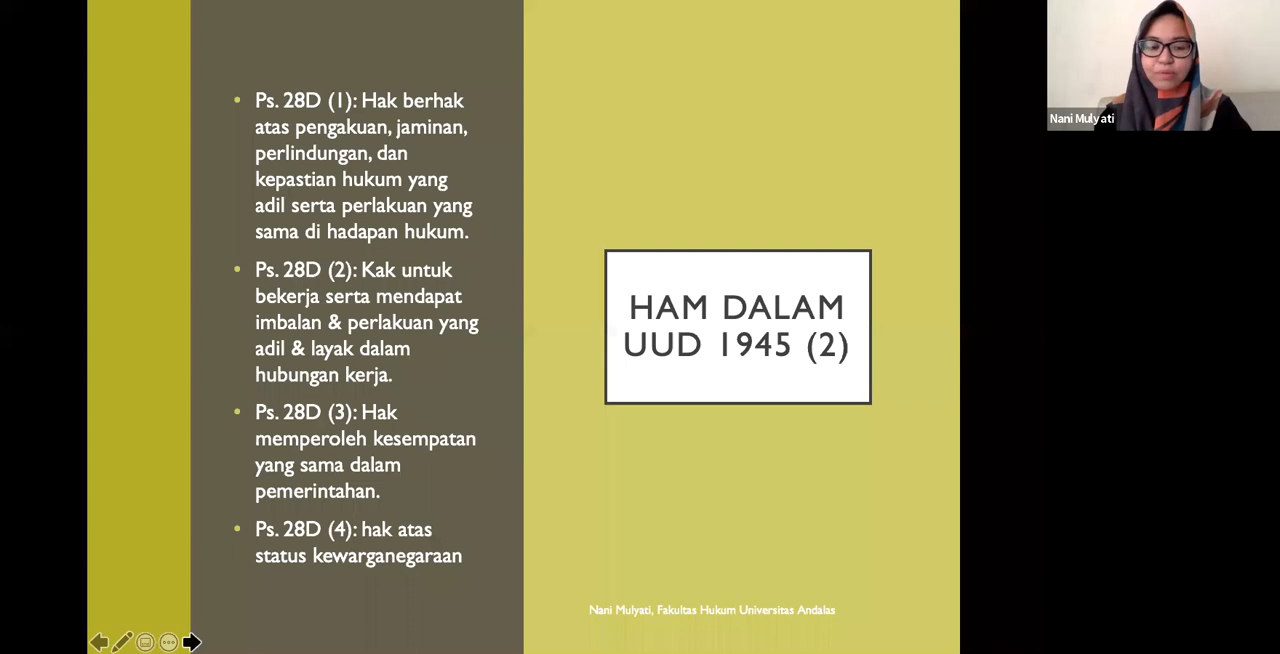 Ps. 28D (1): Hak berhak
atas pengakuan, jaminan,
perlindungan, dan
kepastian hukum yang
adil serta perlakuan yang
sama di hadapan hukum.
Ps. 28D (2): Kak untuk
bekerja serta mendapat
imbalan & perlakuan yang
adil & layak dalam
hubungan kerja.
Ps. 28D (3): Hak
memperoleh kesempatan
yang sama dalam
pemerintahan.
Ps. 28D (4): hak atas
status kewarganegaraan
HAM DALAM
UUD 1945 (2)
Nani Mulyati, Fakultas Hukum Universitas Andalas
Nani Mulyati